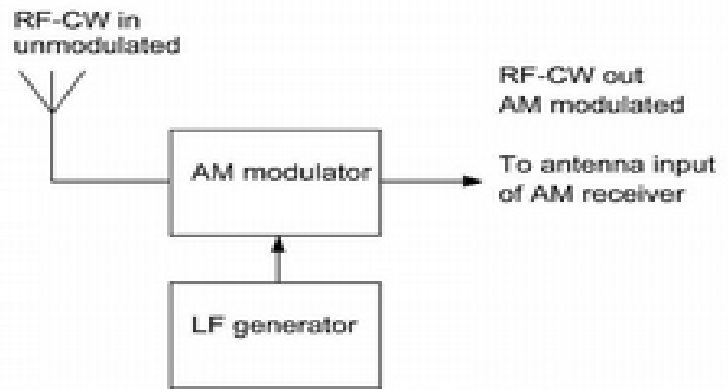 RF-CW in
unmodulated
RF-CW out
AM modulated
AM modulator
To antenna input
of AM receiver
LF generator